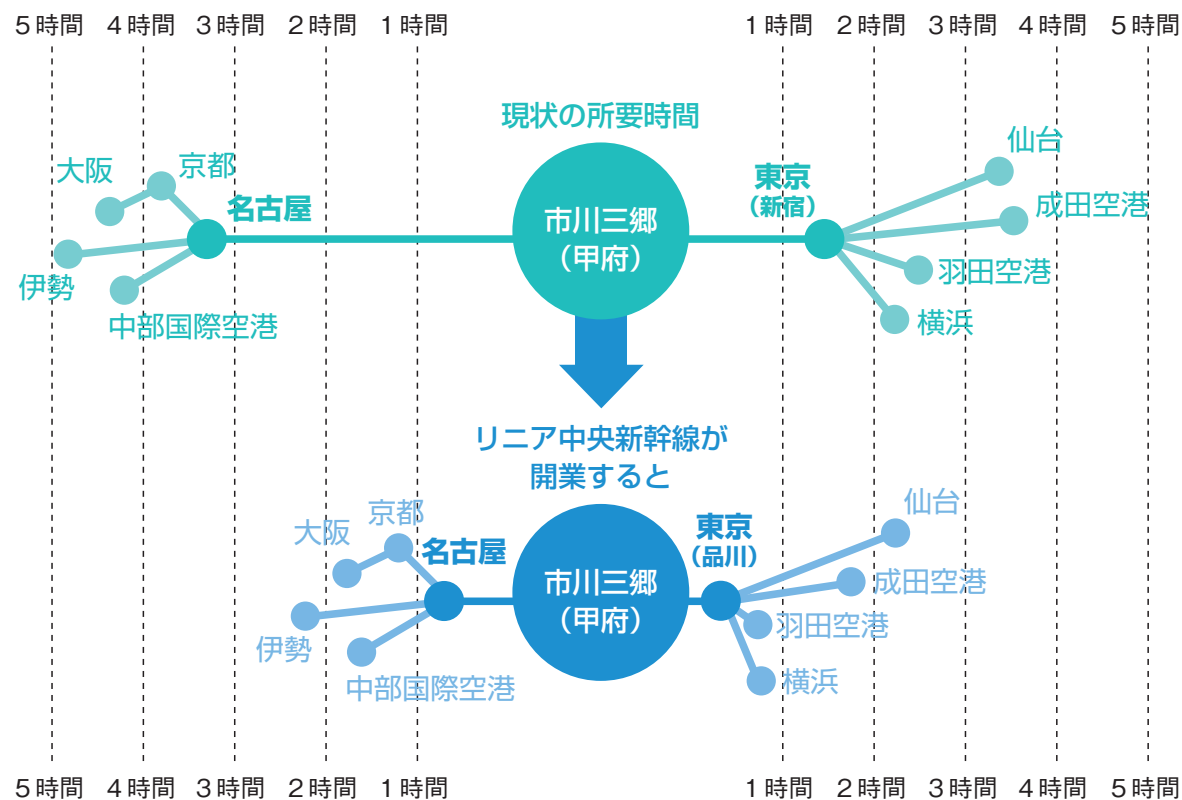 ５時間 ４時間 ３時間 ２時間 １時間 １時間 ２時間 ３時間 ４時間 ５時間
現状の所要時間
大阪
京都
名古屋
伊勢
中部国際空港
市川三郷
（甲府）
東京
（新宿）
仙台
成田空港
羽田空港
横浜
リニア中央新幹線が
開業すると
大阪
京都
名古屋
伊勢
中部国際空港
市川三郷
（甲府）
東京
（品川）
仙台
成田空港
羽田空港
横浜
５時間 ４時間 ３時間 ２時間 １時間 １時間 ２時間 ３時間 ４時間 ５時間